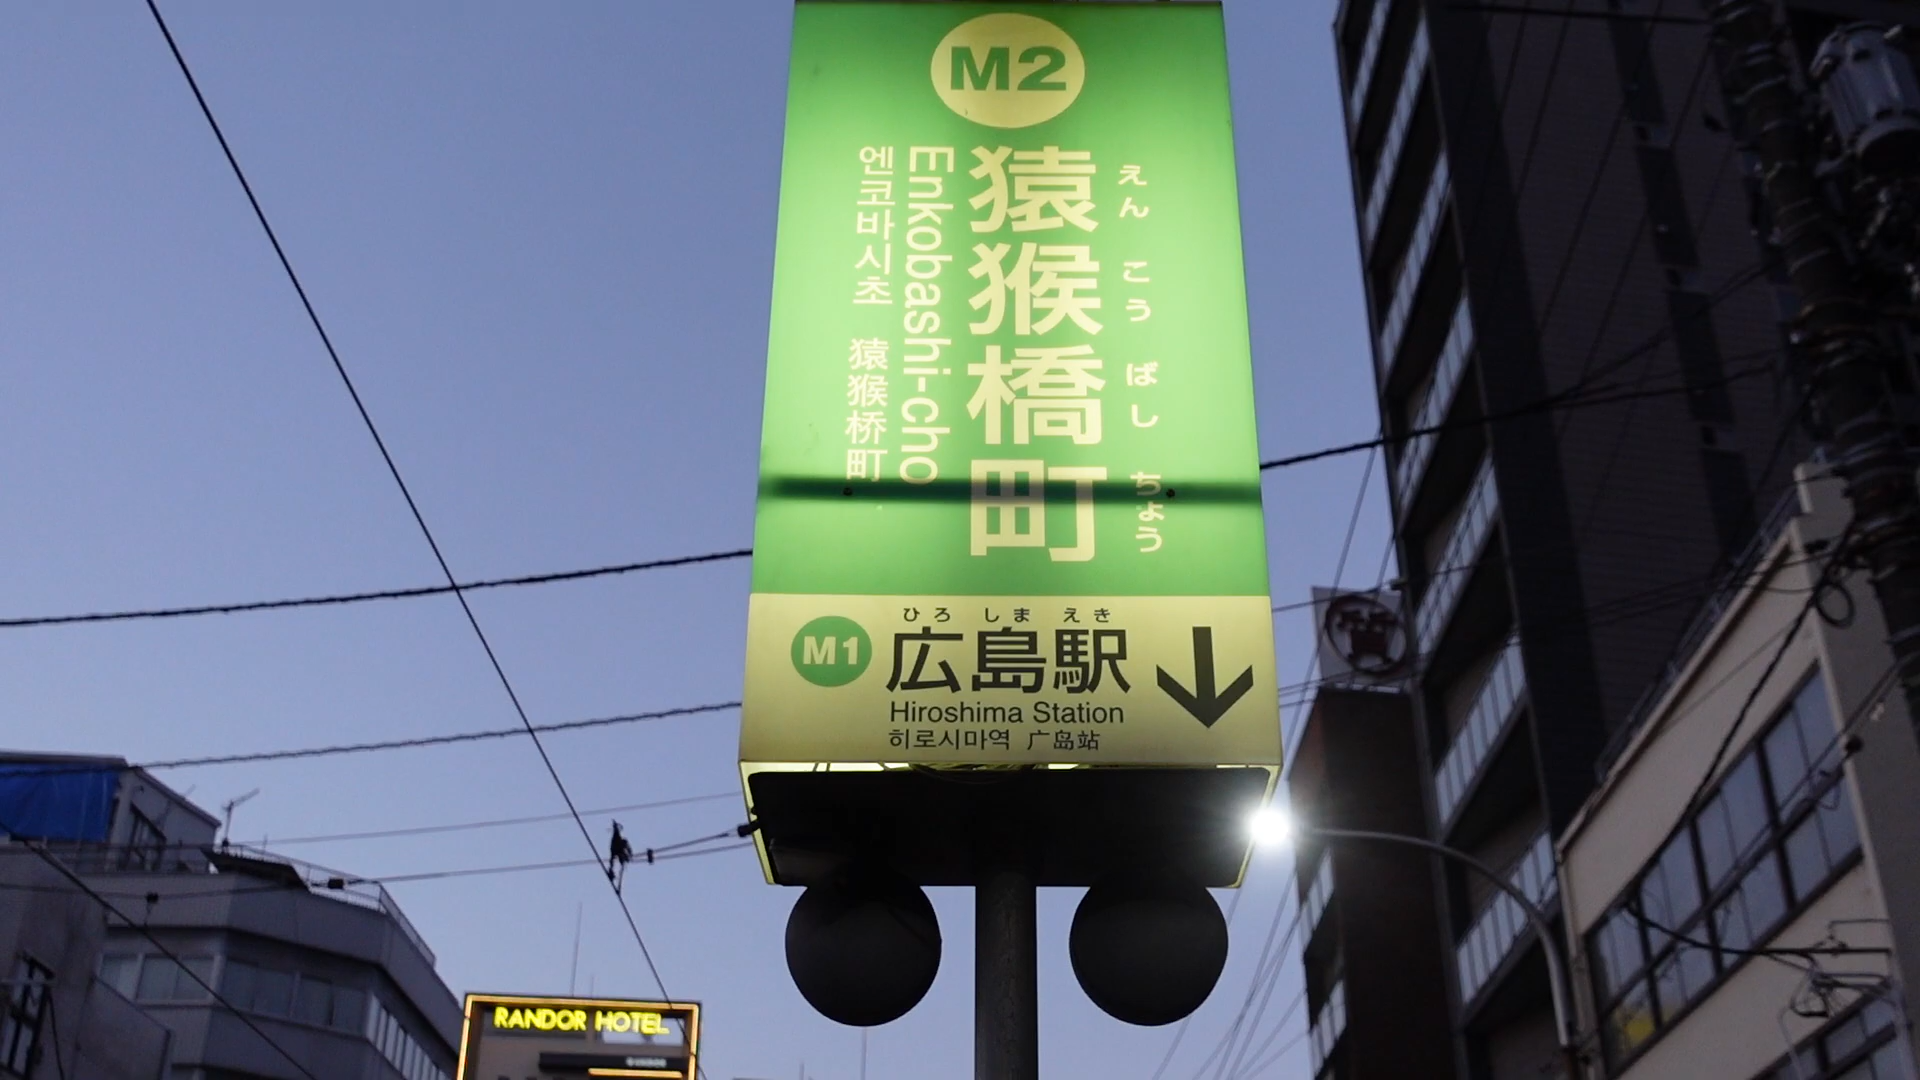 M2
えんこうばしちょう
猿猴橋町
Enkobashi-cho
엔코바시초 猿猴桥町
ひろしまえき
M1 広島駅
Hiroshima Station
히로시마역 广岛站
RANDOR HOTEL